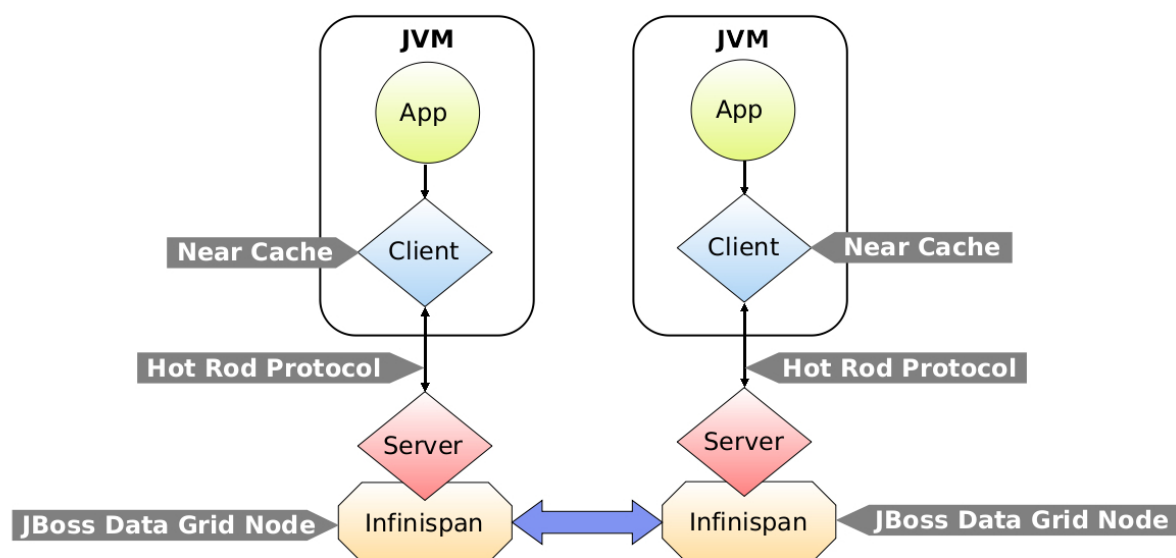 JVM
JVM
App
App
Near Cache
Client
Client
Near Cache
Hot Rod Protocol
Hot Rod Protocol
Server
Server
JBoss Data Grid Node
Infinispan
Infinispan
JBoss Data Grid Node